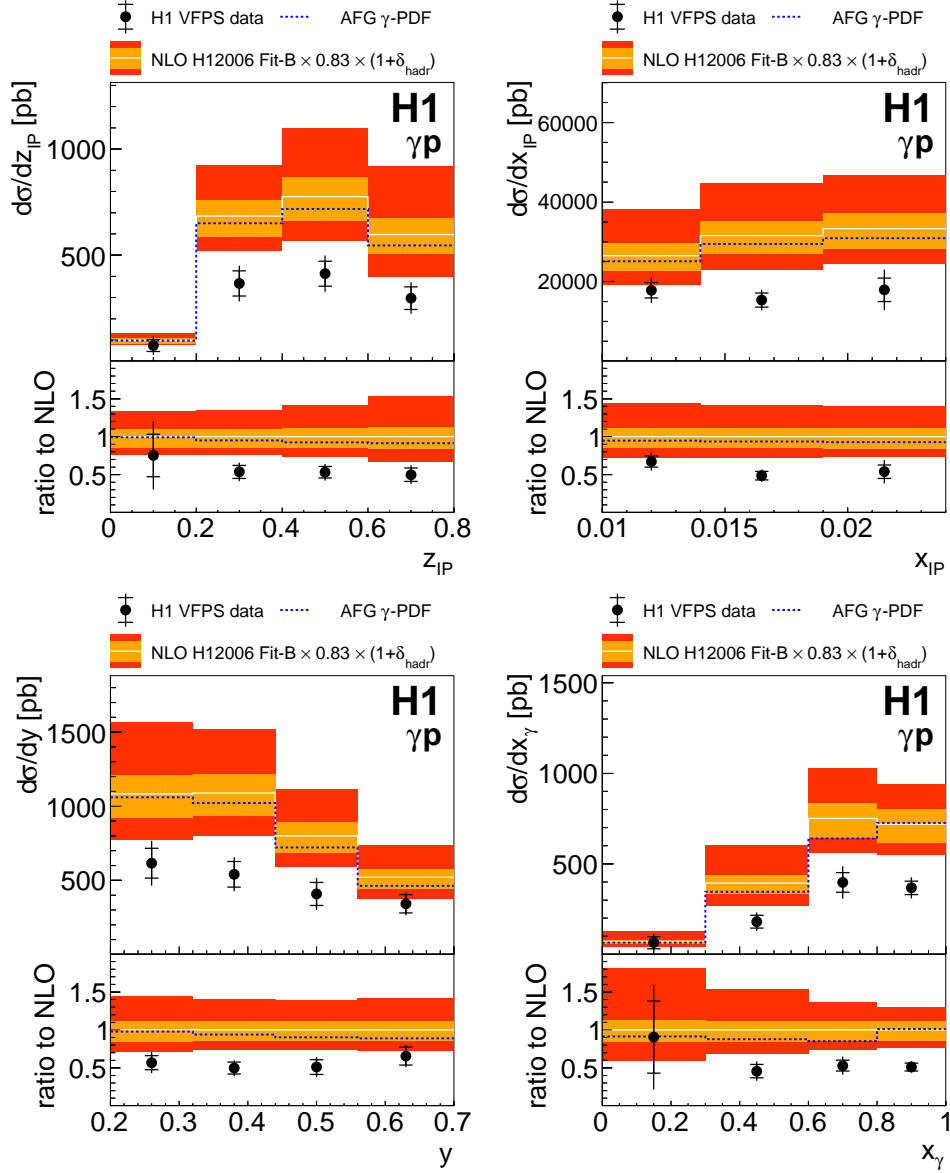 H1 VFPS data AFG γ-PDF
NLO H12006 Fit-B × 0.83 × (1+δhadr)
H1
γp
dσ/dzIP [pb]
1000
500
ratio to NLO
1.5
1
0.5
0 0.2 0.4 0.6 0.8
zIP
H1 VFPS data AFG γ-PDF
NLO H12006 Fit-B × 0.83 × (1+δhadr)
H1
γp
dσ/dxIP [pb]
60000
40000
20000
ratio to NLO
1.5
1
0.5
0.01 0.015 0.02
xIP
H1 VFPS data AFG γ-PDF
NLO H12006 Fit-B × 0.83 × (1+δhadr)
H1
γp
dσ/dy [pb]
1500
1000
500
ratio to NLO
1.5
1
0.5
0.2 0.3 0.4 0.5 0.6 0.7
y
H1 VFPS data AFG γ-PDF
NLO H12006 Fit-B × 0.83 × (1+δhadr)
H1
γp
dσ/dxγ [pb]
1500
1000
500
ratio to NLO
1.5
1
0.5
0 0.2 0.4 0.6 0.8 1
xγ